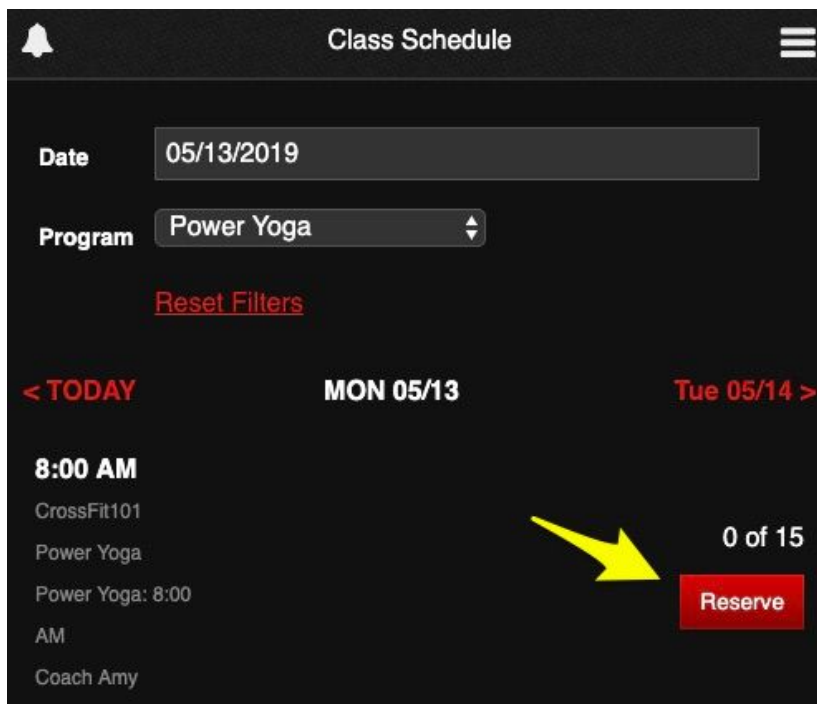 Class Schedule
Date 05/13/2019
Program Power Yoga
Reset Filters
< TODAY MON 05/13 Tue 05/14 >
8:00 AM
CrossFit101
Power Yoga
Power Yoga: 8:00
AM
Coach Amy
0 of 15
Reserve